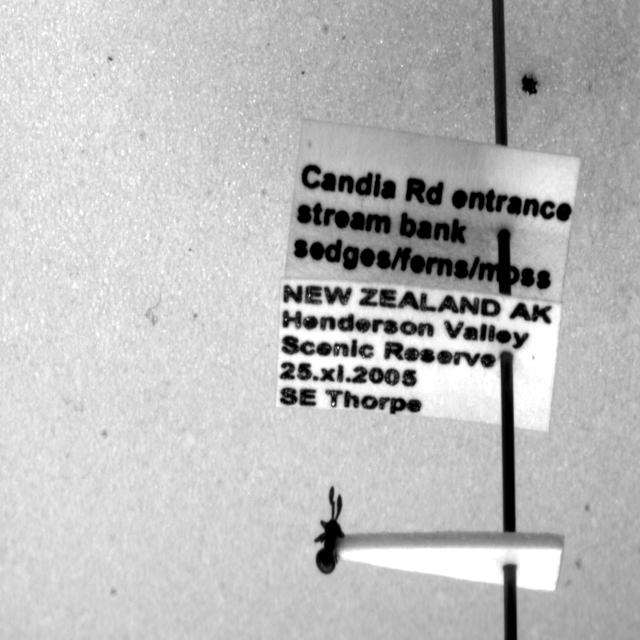 Candia Rd entrance
stream bank
sedges/ferns/moss
NEW ZEALAND AK
Henderson Valley
Scenic Reserve
25.xi.2005
SE Thorpe